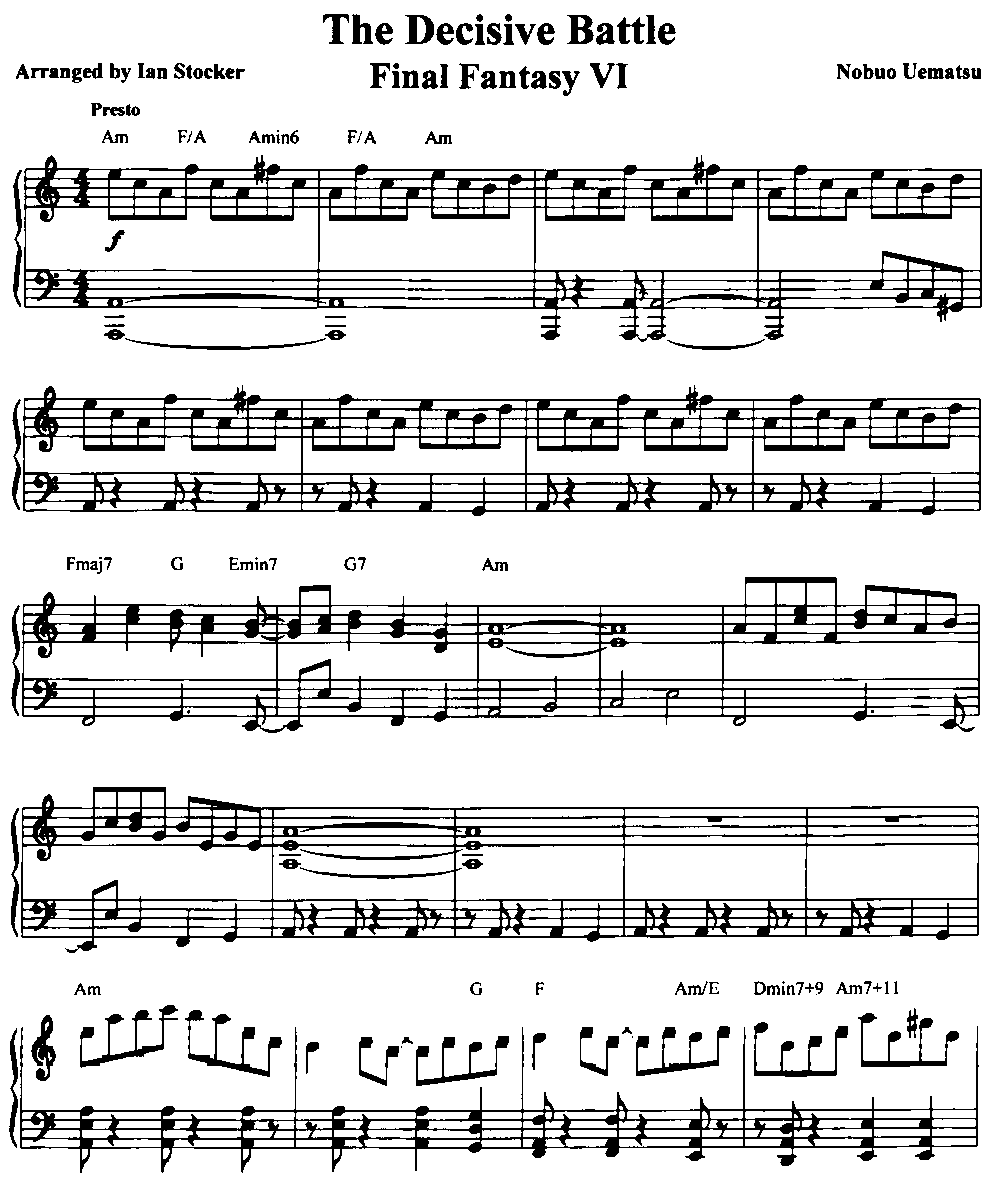 The Decisive Battle
Arranged by Ian Stocker Final Fantasy VI Nobuo Uematsu
Presto
Am F/A Amin6 F/A Am
f
Fmaj7 G Emin7 G7 Am
Am G F Am/E Dmin7+9 Am7+11